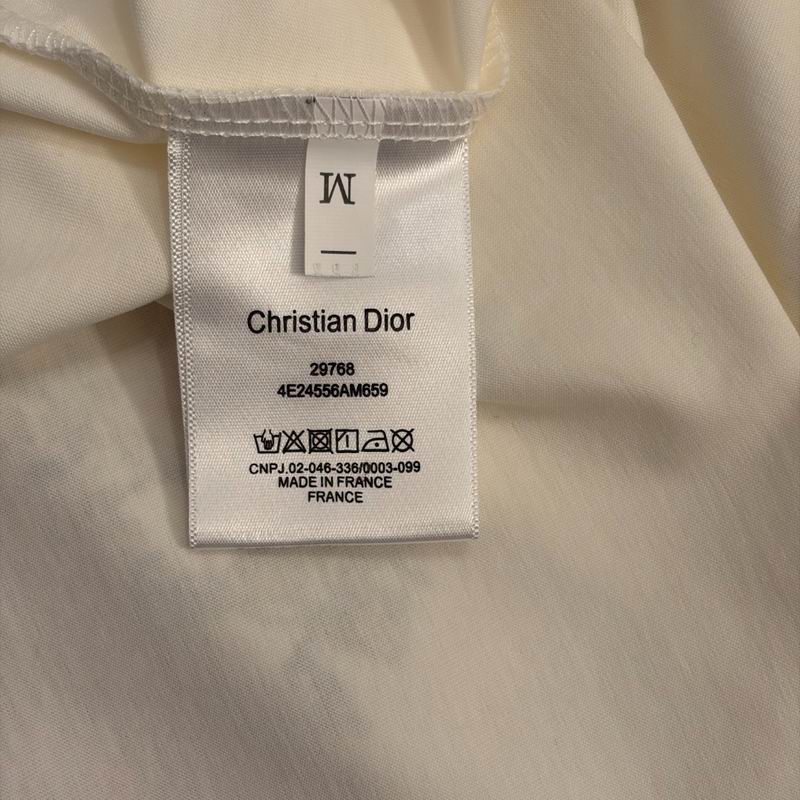 M
Christian Dior
29768
4E24556AM659
CNPJ.02-046-336/0003-099
MADE IN FRANCE
FRANCE